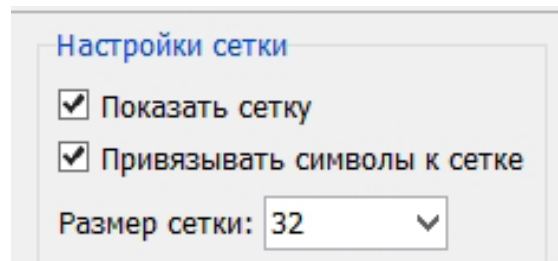 Настройки сетки
Показать сетку
Привязывать символы к сетке
Размер сетки: 32